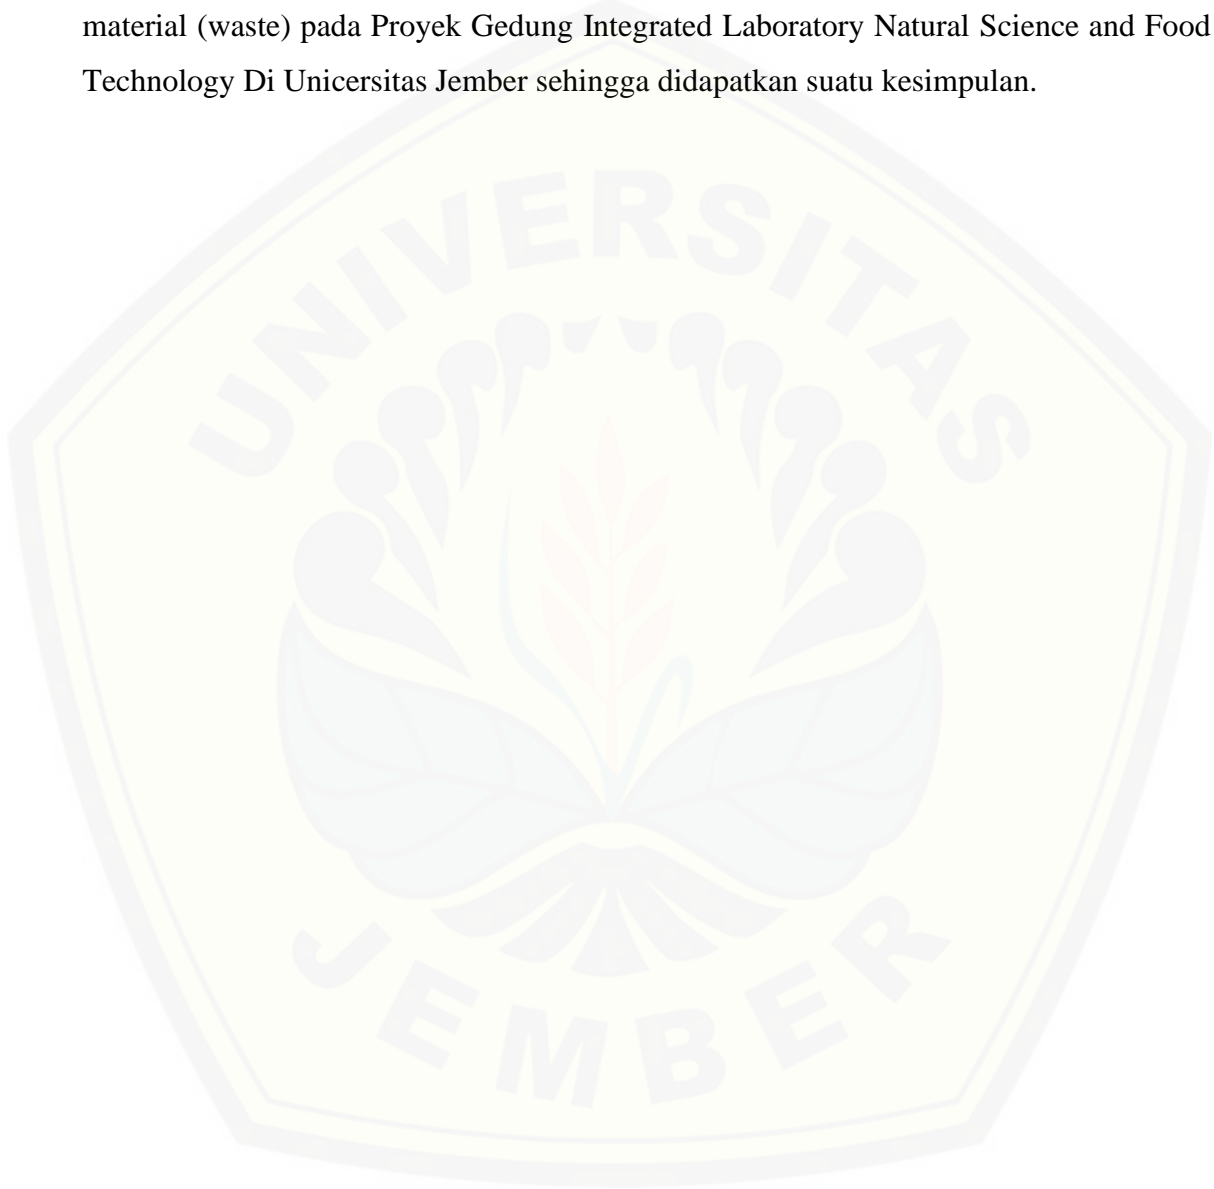 material (waste) pada Proyek Gedung Integrated Laboratory Natural Science and Food
Technology Di Unicersitas Jember sehingga didapatkan suatu kesimpulan.
UNIVERSITAS
JEMBER